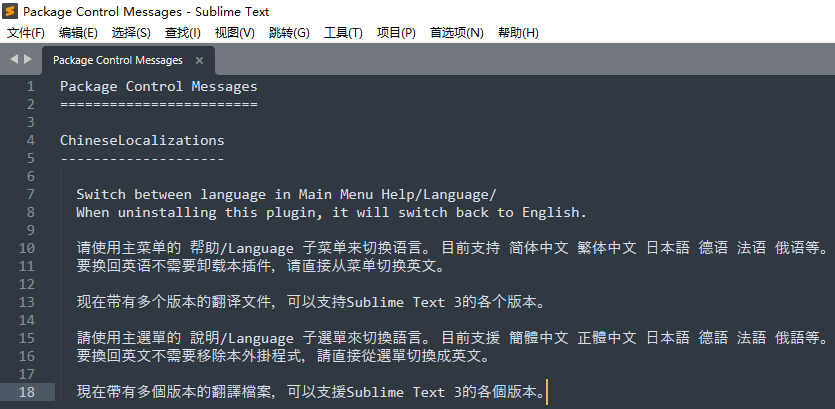 Package Control Messages - Sublime Text
文件(F) 编辑(E) 选择(S) 查找(I) 视图(V) 跳转(G) 工具(T) 项目(P) 首选项(N) 帮助(H)
Package Control Messages ×
1 Package Control Messages
2 ========================
3
4 ChineseLocalizations
5 --------------------
6
7 Switch between language in Main Menu Help/Language/
8 When uninstalling this plugin, it will switch back to English.
9
10 请使用主菜单的 帮助/Language 子菜单来切换语言。目前支持 简体中文 繁体中文 日本語 德语 法语 俄语等。
11 要换回英语不需要卸载本插件，请直接从菜单切换英文。
12
13 现在带有多个版本的翻译文件，可以支持Sublime Text 3的各个版本。
14
15 請使用主選單的 說明/Language 子選單來切換語言。目前支援 簡體中文 正體中文 日本語 德語 法語 俄語等。
16 要換回英文不需要移除本外掛程式，請直接從選單切換成英文。
17
18 現在帶有多個版本的翻譯檔案，可以支援Sublime Text 3的各個版本。